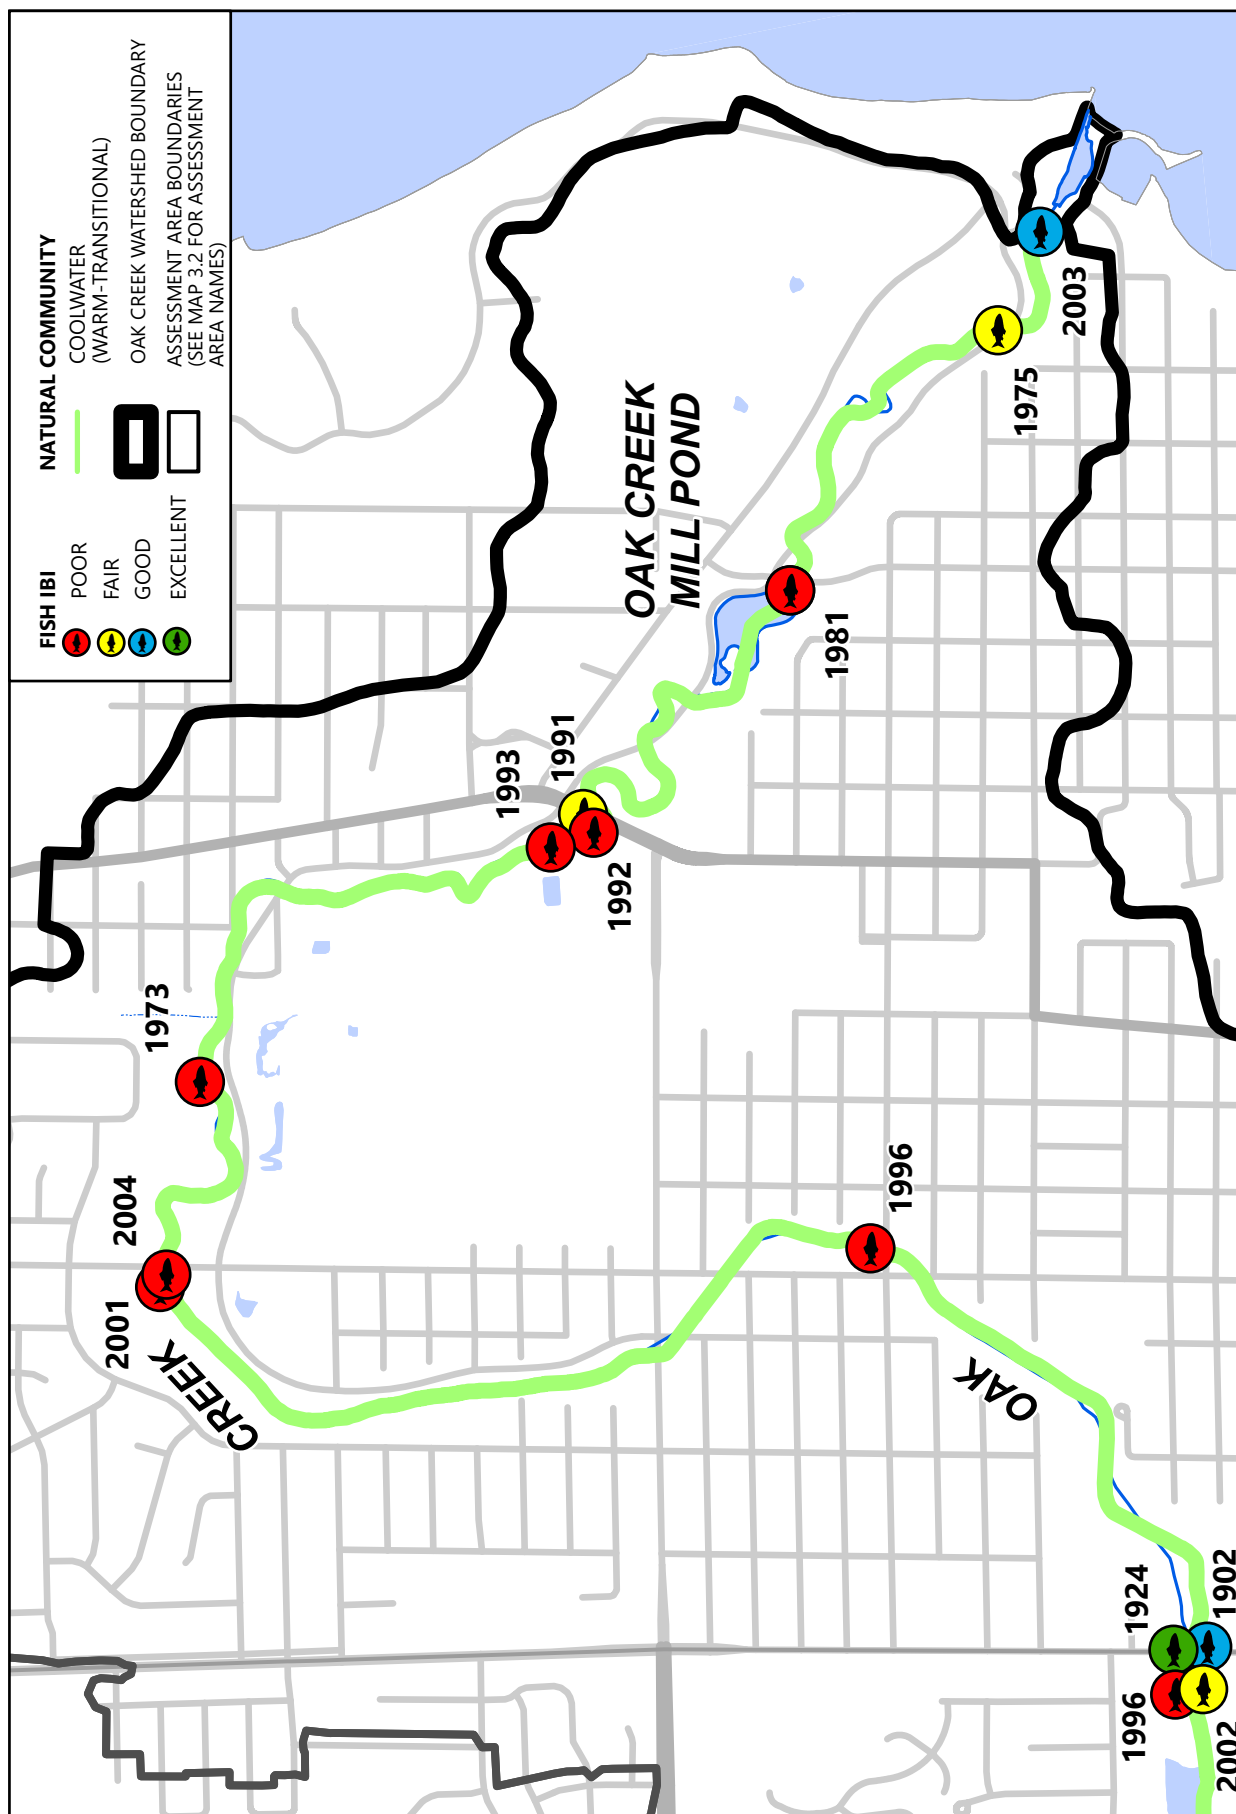 FISH IBI
POOR
FAIR
GOOD
EXCELLENT
NATURAL COMMUNITY
COOLWATER
(WARM-TRANSITIONAL)
OAK CREEK WATERSHED BOUNDARY
ASSESSMENT AREA BOUNDARIES
(SEE MAP 3.2 FOR ASSESSMENT
AREA NAMES)
2001
2004
CREEK
1973
1993
1991
1992
OAK CREEK
MILL POND
1981
1975
2003
1996
OAK
1924
1902
1996
2002